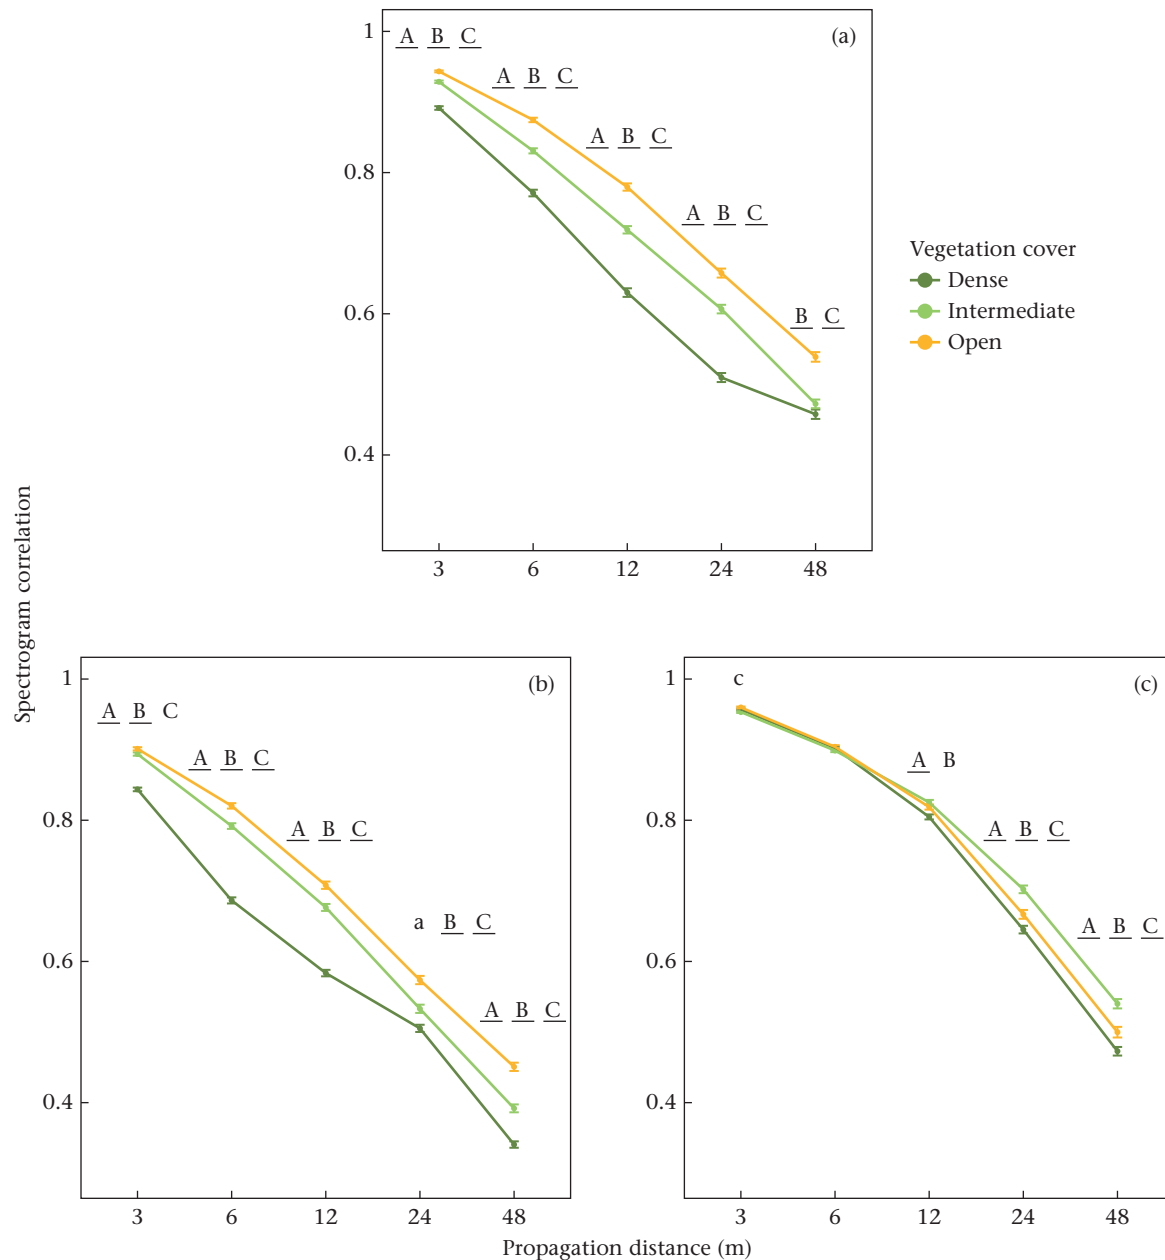 1
(a)
A B C
A B C
A B C
0.8
A B C
Vegetation cover
Dense
Intermediate
Open
0.6
B C
0.4
3 6 12 24 48
Spectrogram correlation
1
(b)
A B C
A B C
0.8
A B C
a B C
0.6
A B C
0.4
3 6 12 24 48
1
(c)
c
A B
0.8
A B C
A B C
0.6
0.4
3 6 12 24 48
Propagation distance (m)